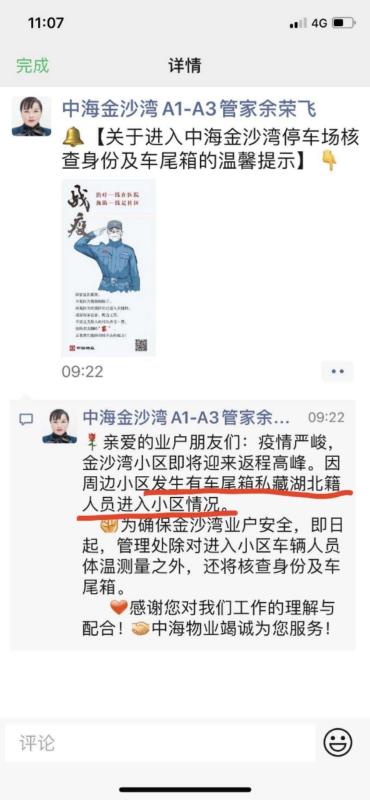 11:07
4G
完成
详情
中海金沙湾A1-A3管家余荣飞
🔔【关于进入中海金沙湾停车场核
查身份及车尾箱的温馨提示】👇
战
疫
09:22
中海金沙湾A1-A3管家余...
09:22
🌹亲爱的业户朋友们：疫情严峻，
金沙湾小区即将迎来返程高峰。因
周边小区发生有车尾箱私藏湖北籍
人员进入小区情况。
👊为确保金沙湾业户安全，即日
起，管理处除对进入小区车辆人员
体温测量之外，还将核查身份及车
尾箱。
❤️感谢您对我们工作的理解与
配合！🤝中海物业竭诚为您服务！
评论